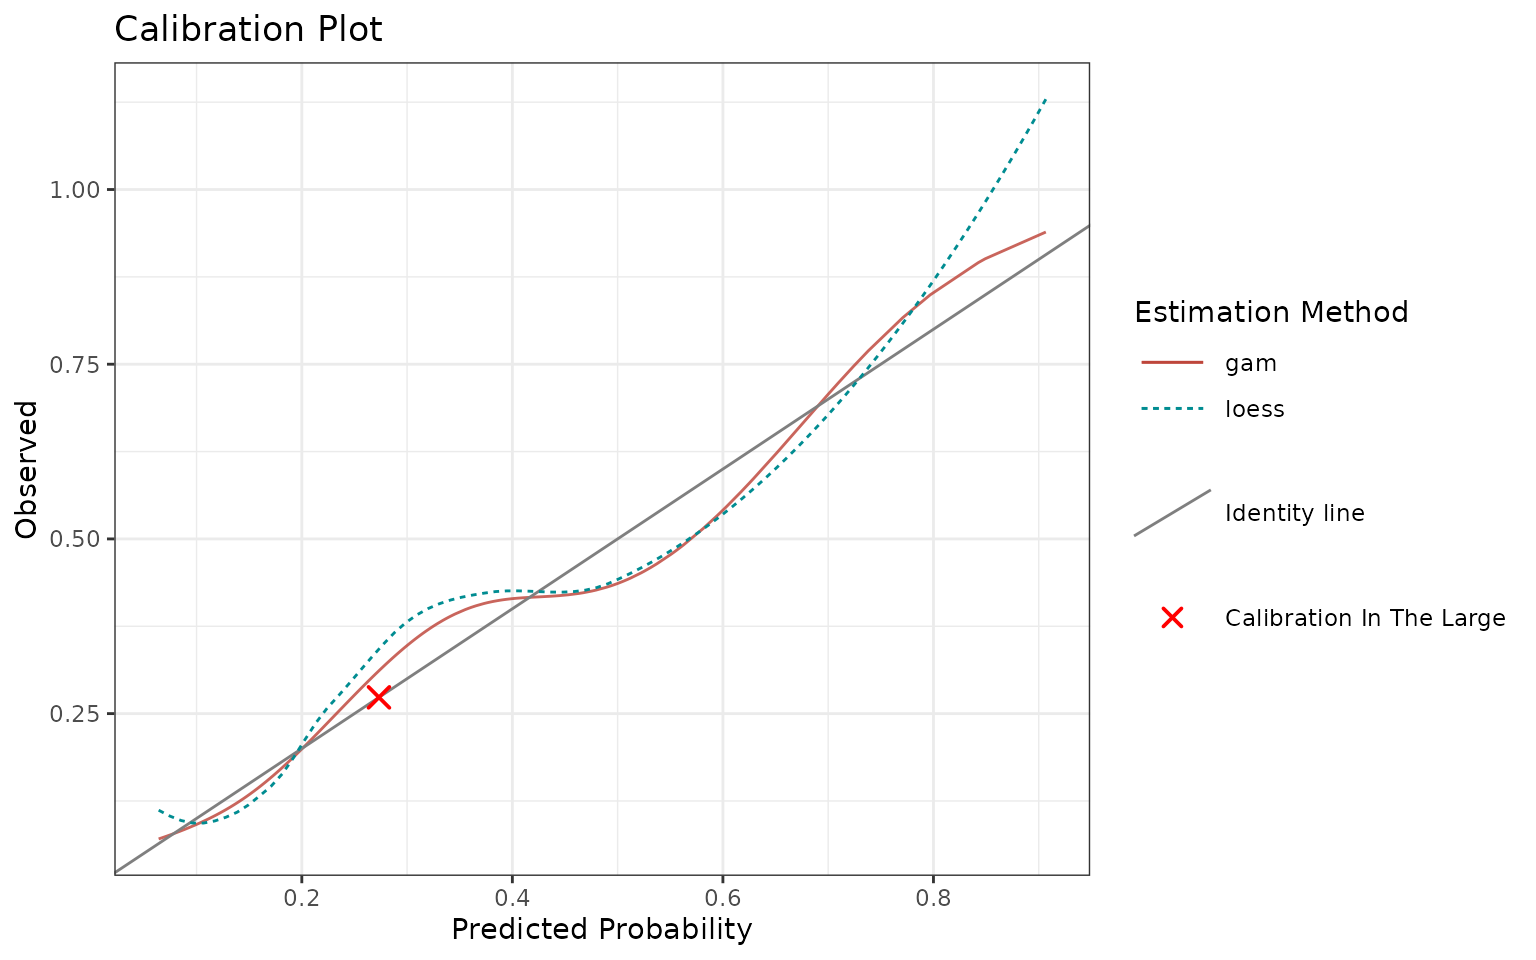 Calibration Plot
1.00
0.75
0.50
0.25
Observed
0.2
0.4
0.6
0.8
Predicted Probability
Estimation Method
gam
loess
Identity line
Calibration In The Large